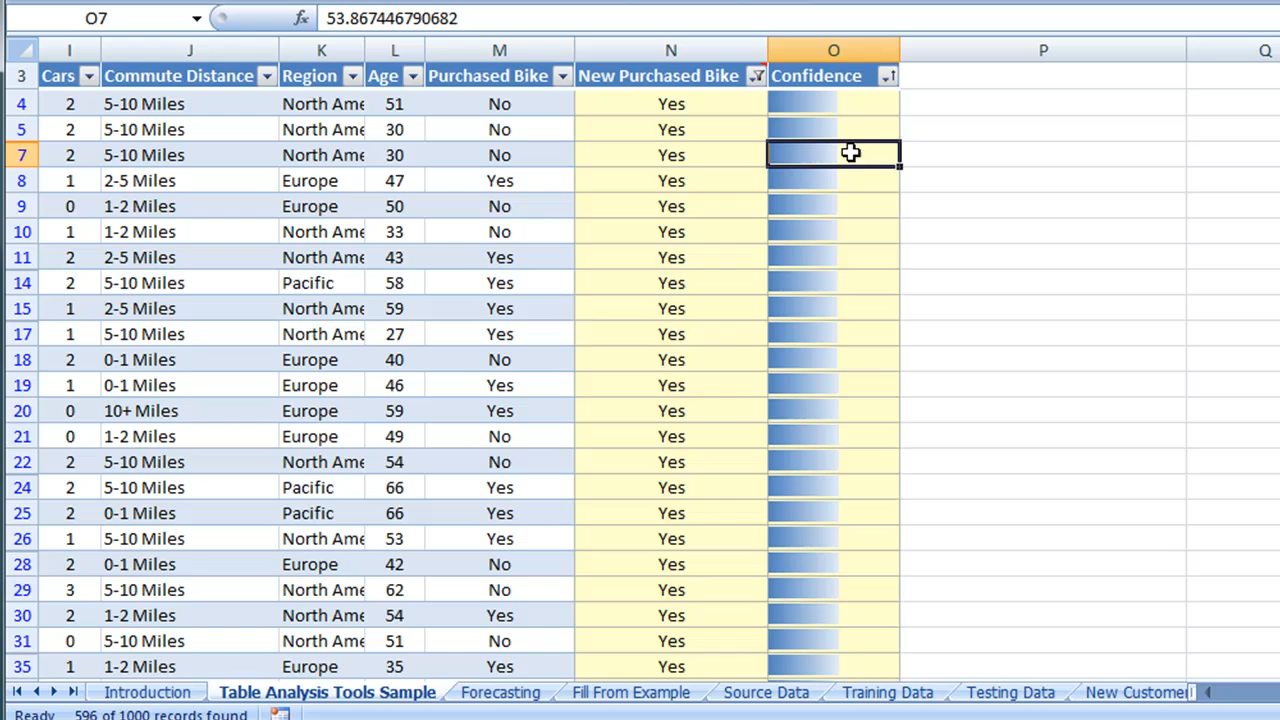 O7 fx 53.867446790682
I J K L M N O P Q
3 Cars Commute Distance Region Age Purchased Bike New Purchased Bike Confidence
4 2 5-10 Miles North Ame 51 No Yes
5 2 5-10 Miles North Ame 30 No Yes
7 2 5-10 Miles North Ame 30 No Yes
8 1 2-5 Miles Europe 47 Yes Yes
9 0 1-2 Miles Europe 50 No Yes
10 1 1-2 Miles North Ame 33 No Yes
11 2 2-5 Miles North Ame 43 Yes Yes
14 2 5-10 Miles Pacific 58 Yes Yes
15 1 2-5 Miles North Ame 59 Yes Yes
17 1 5-10 Miles North Ame 27 Yes Yes
18 2 0-1 Miles Europe 40 No Yes
19 1 0-1 Miles Europe 46 Yes Yes
20 0 10+ Miles Europe 59 Yes Yes
21 0 1-2 Miles Europe 49 No Yes
22 2 5-10 Miles North Ame 54 No Yes
24 2 5-10 Miles Pacific 66 Yes Yes
25 2 0-1 Miles Pacific 66 Yes Yes
26 1 5-10 Miles North Ame 53 Yes Yes
28 2 0-1 Miles Europe 42 No Yes
29 3 5-10 Miles North Ame 62 No Yes
30 2 1-2 Miles North Ame 54 Yes Yes
31 0 5-10 Miles North Ame 51 No Yes
35 1 1-2 Miles Europe 35 Yes Yes
Introduction Table Analysis Tools Sample Forecasting Fill From Example Source Data Training Data Testing Data New Customer
Ready 596 of 1000 records found